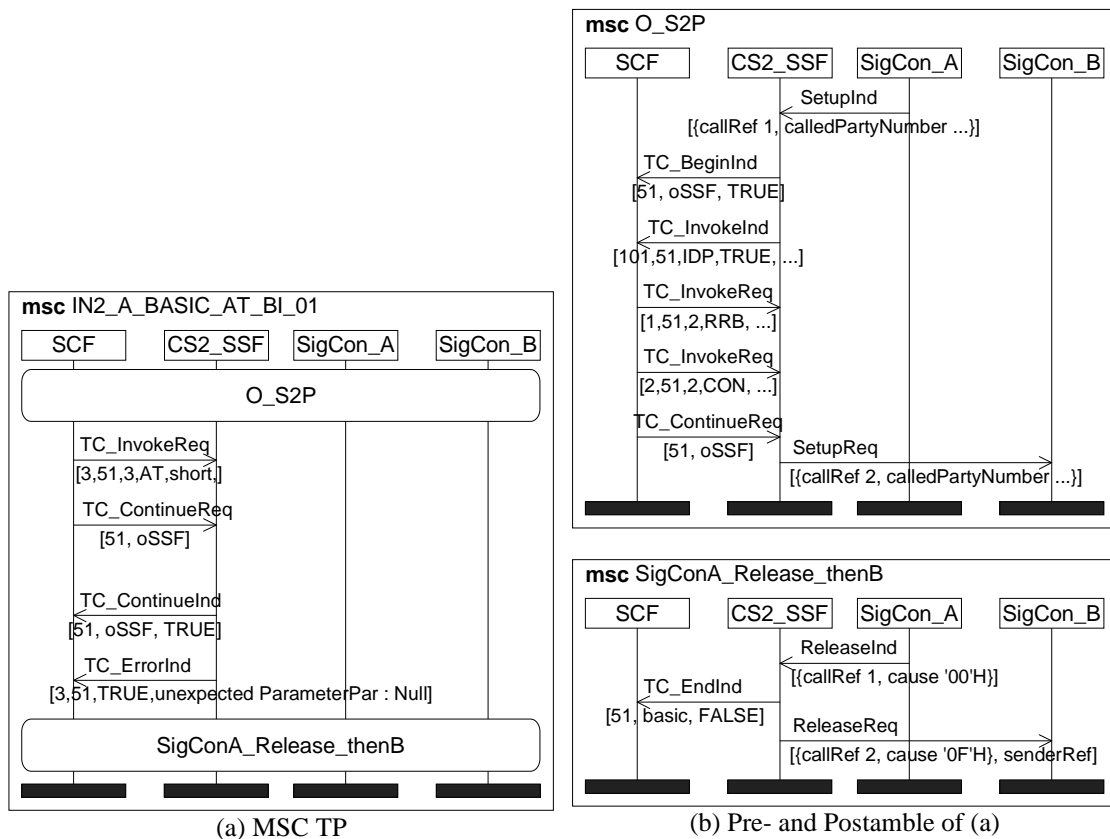 msc IN2_A_BASIC_AT_BI_01
SCF CS2_SSF SigCon_A SigCon_B
O_S2P
TC_InvokeReq
[3,51,3,AT,short,]
TC_ContinueReq
[51, oSSF]
TC_ContinueInd
[51, oSSF, TRUE]
TC_ErrorInd
[3,51,TRUE,unexpected ParameterPar : Null]
SigConA_Release_thenB
(a) MSC TP
msc O_S2P
SCF CS2_SSF SigCon_A SigCon_B
SetupInd
[{callRef 1, calledPartyNumber ...}]
TC_BeginInd
[51, oSSF, TRUE]
TC_InvokeInd
[101,51,IDP,TRUE, ...]
TC_InvokeReq
[1,51,2,RRB, ...]
TC_InvokeReq
[2,51,2,CON, ...]
TC_ContinueReq
[51, oSSF]
SetupReq
[{callRef 2, calledPartyNumber ...}]
msc SigConA_Release_thenB
SCF CS2_SSF SigCon_A SigCon_B
ReleaseInd
[{callRef 1, cause '00'H}]
TC_EndInd
[51, basic, FALSE]
ReleaseReq
[{callRef 2, cause '0F'H}, senderRef]
(b) Pre- and Postamble of (a)